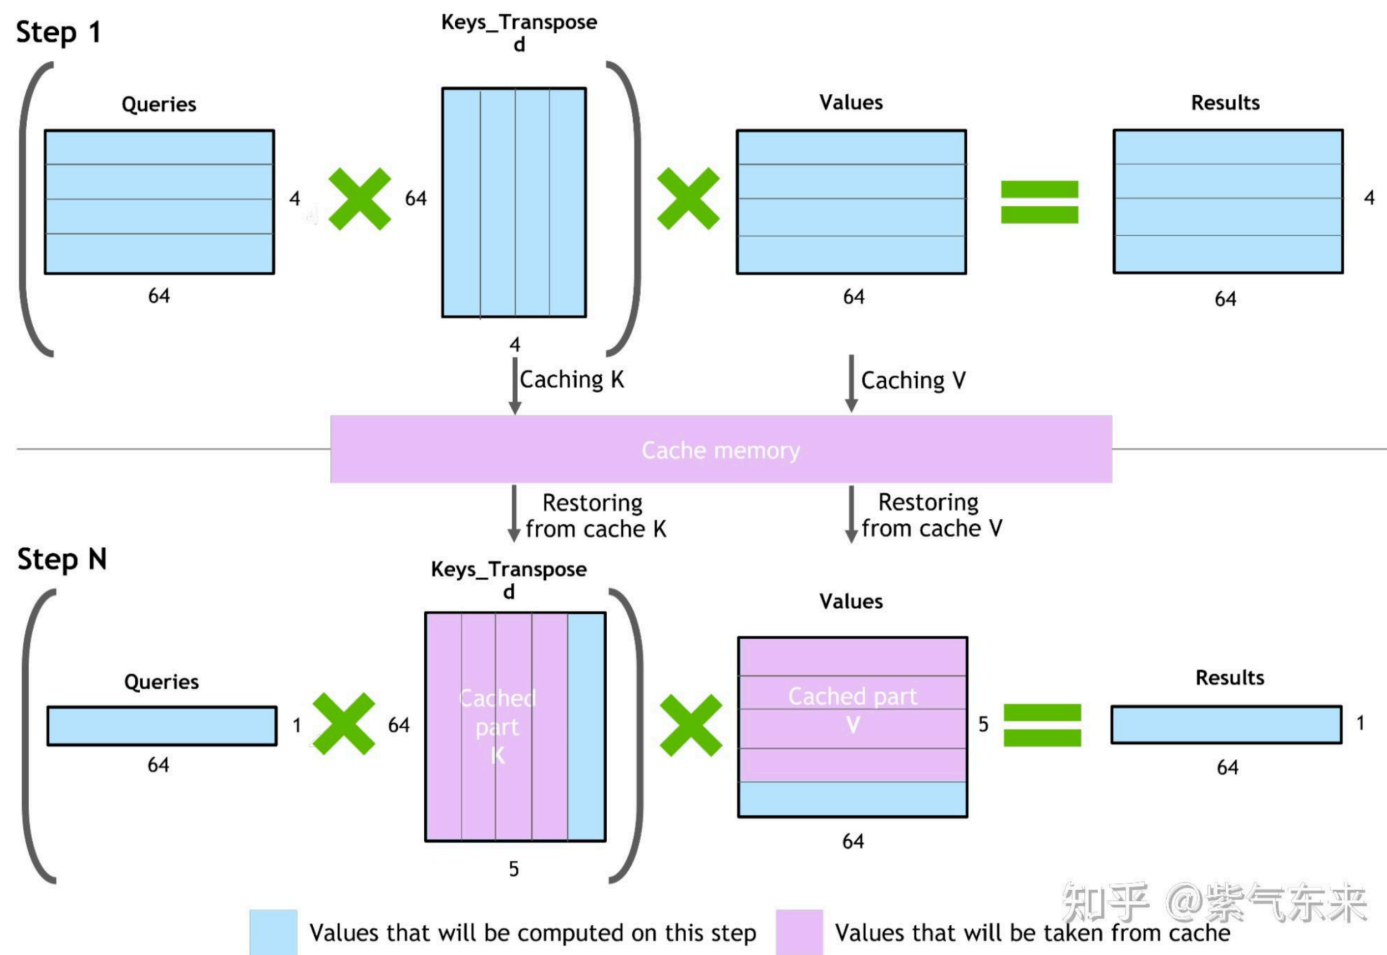 Step 1
Keys_Transpose
d
Queries
Values
Results
4
64
4
64
4
64
64
64
Caching K
Caching V
Cache memory
Restoring
from cache K
Restoring
from cache V
Step N
Keys_Transpose
d
Queries
Values
Results
Cached
part
K
Cached part
V
1
64
5
1
64
64
5
64
知乎 @紫气东来
Values that will be computed on this step
Values that will be taken from cache